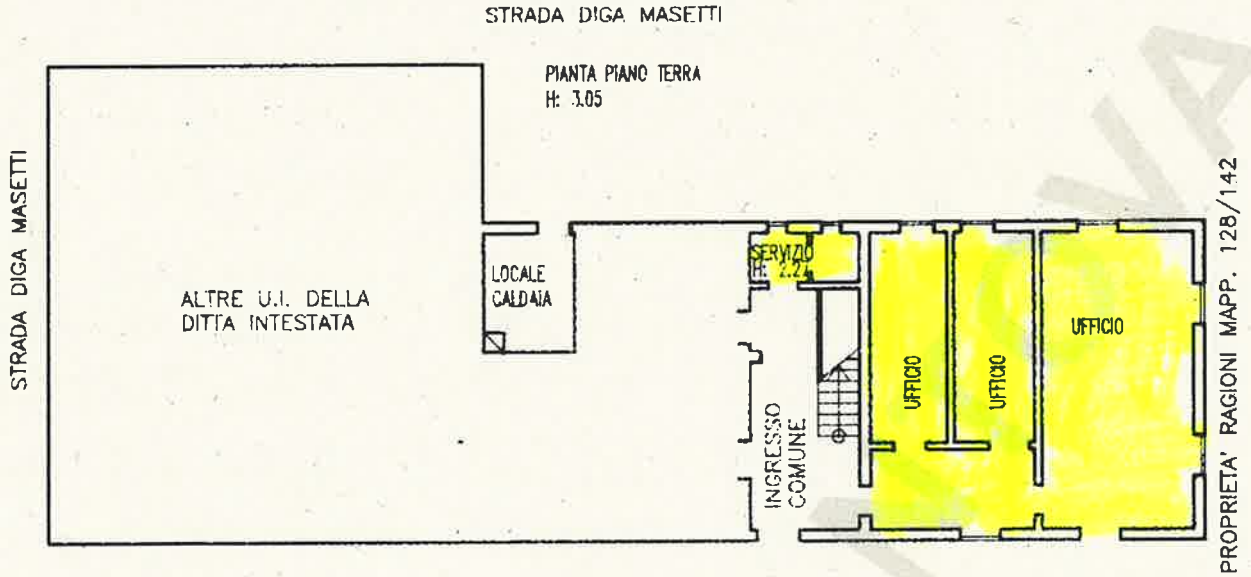 STRADA DIGA MASETTI
PIANTA PIANO TERRA
H: 3.05
STRADA DIGA MASETTI
ALTRE U.I. DELLA
DITTA INTESTATA
LOCALE
CALDAIA
SERVIZIO
H: 2.21
INGRESSO
COMUNE
UFFICIO
UFFICIO
UFFICIO
PROPRIETA' RAGIONI MAPP. 128/142